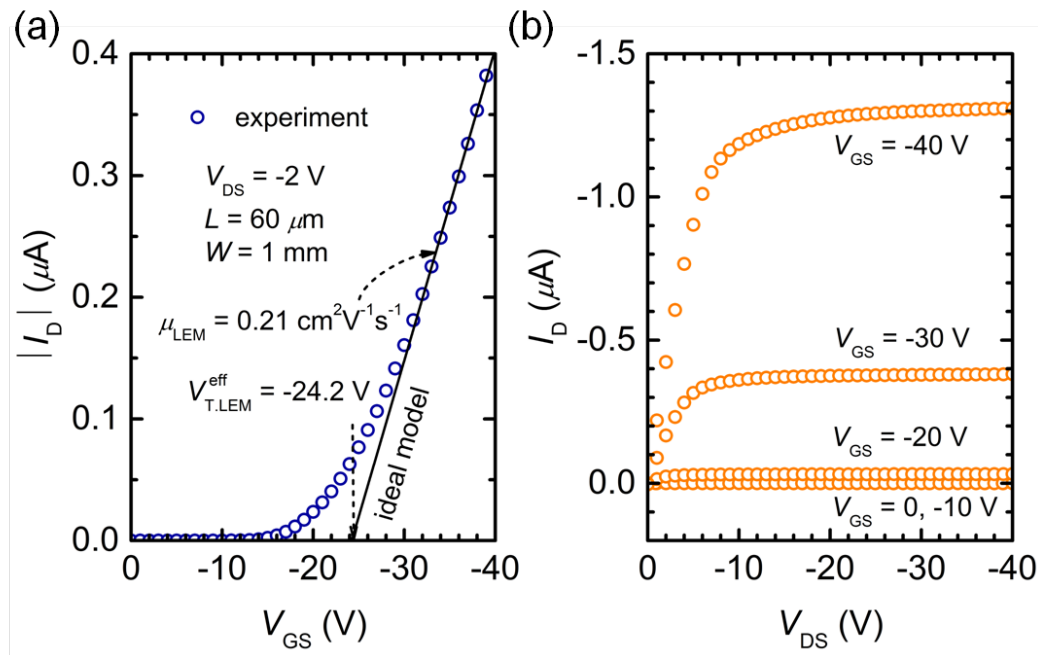 (a)
0.4
0.3
0.2
0.1
0.0
|I_D| (μA)
experiment
V_DS = -2 V
L = 60 μm
W = 1 mm
μ_LEM = 0.21 cm²V⁻¹s⁻¹
V_T.LEM^eff = -24.2 V
ideal model
0 -10 -20 -30 -40
V_GS (V)
(b)
-1.5
-1.0
-0.5
0.0
I_D (μA)
V_GS = -40 V
V_GS = -30 V
V_GS = -20 V
V_GS = 0, -10 V
0 -10 -20 -30 -40
V_DS (V)